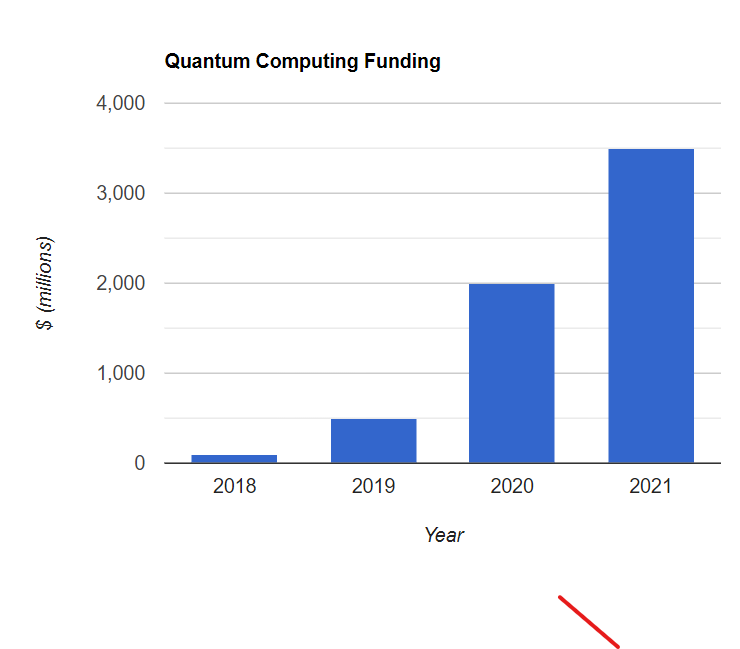 Quantum Computing Funding
4,000
3,000
2,000
1,000
0
$ (millions)
2018 2019 2020 2021
Year